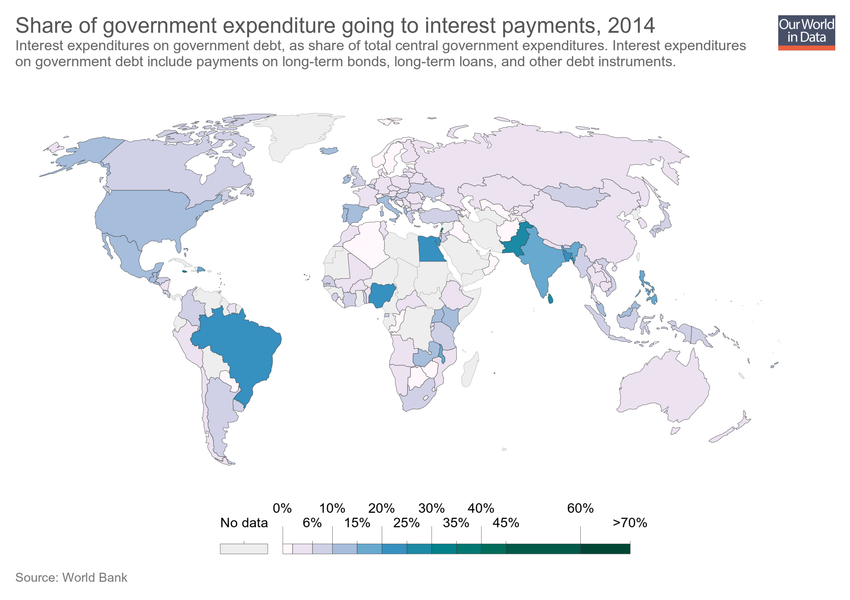 Share of government expenditure going to interest payments, 2014
Our World
in Data
Interest expenditures on government debt, as share of total central government expenditures. Interest expenditures
on government debt include payments on long-term bonds, long-term loans, and other debt instruments.
0% 10% 20% 30% 40% 60%
No data 6% 15% 25% 35% 45% >70%
Source: World Bank